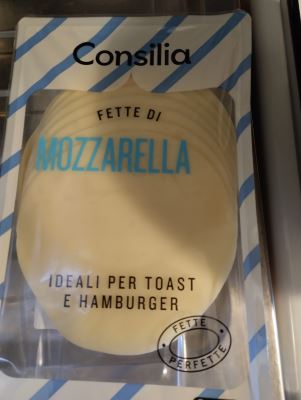 Consilia
FETTE DI
MOZZARELLA
IDEALI PER TOAST
E HAMBURGER
FETTE
PERFETTE